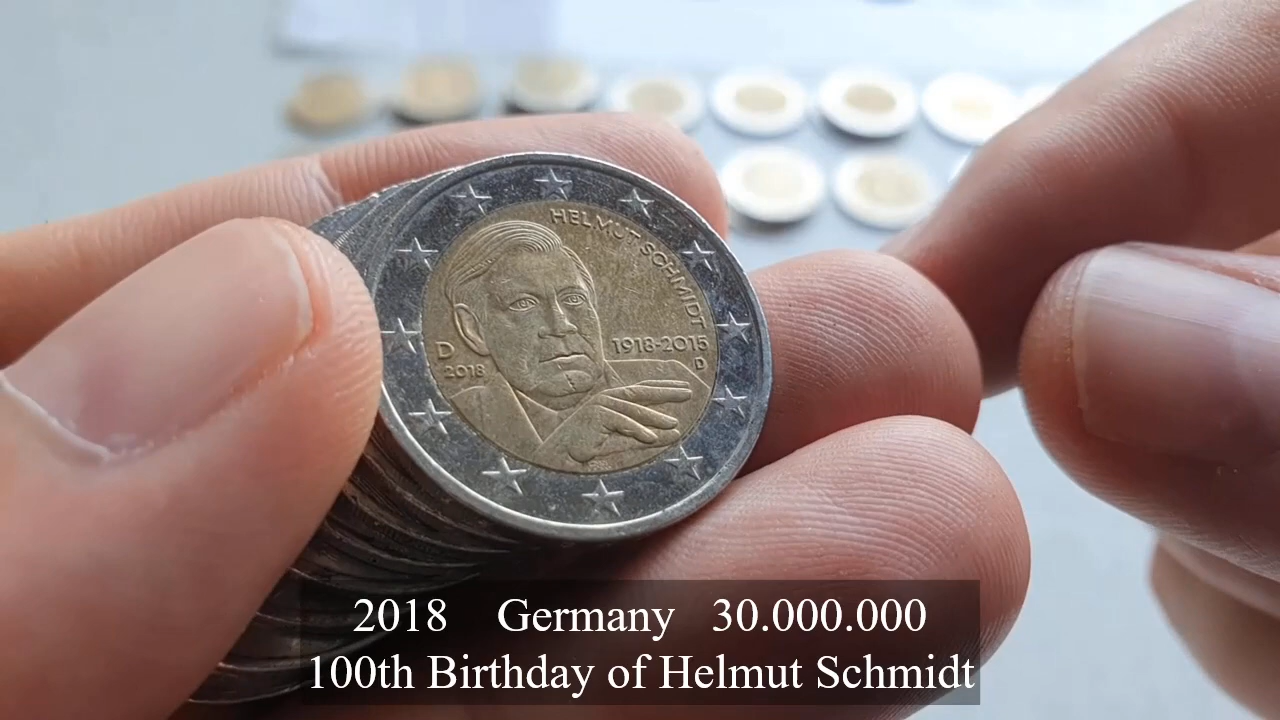 HELMUT SCHMIDT
1918-2015
D
D
2018
2018 Germany 30.000.000
100th Birthday of Helmut Schmidt